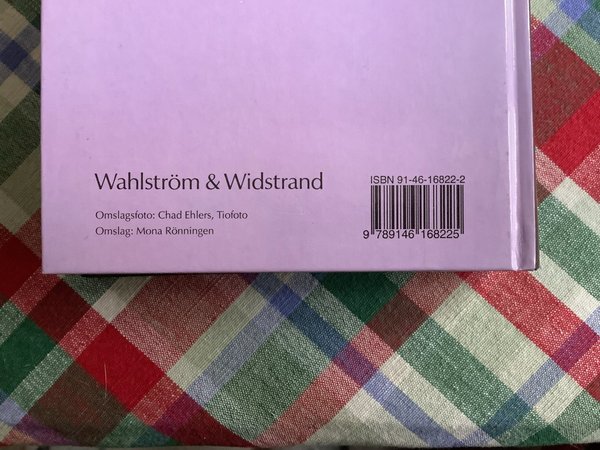 Wahlström & Widstrand
Omslagsfoto: Chad Ehlers, Tiofoto
Omslag: Mona Rönningen
ISBN 91-46-16822-2
9 789146 168225